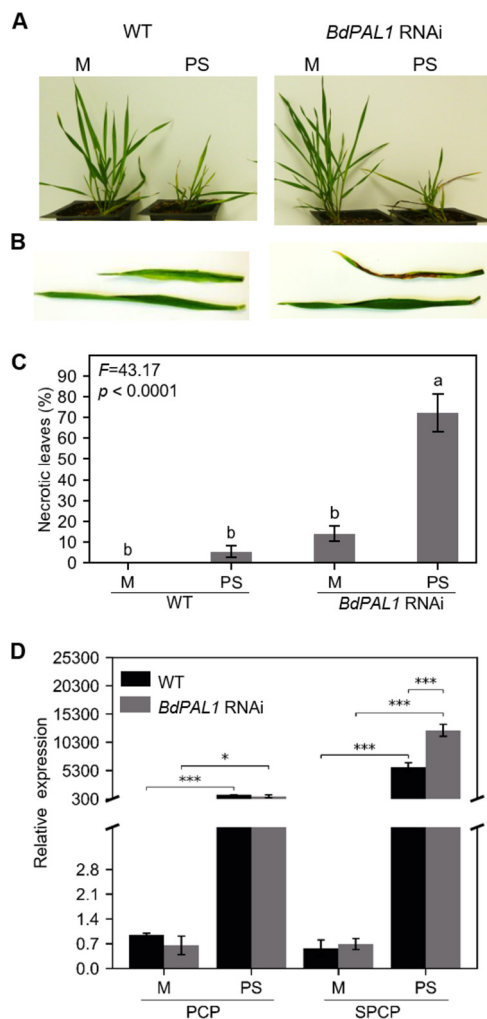 A
WT
BdPAL1 RNAi
M
PS
M
PS
B
C
F=43.17
p < 0.0001
Necrotic leaves (%)
90
80
70
60
50
40
30
20
10
0
b
b
b
a
M
PS
M
PS
WT
BdPAL1 RNAi
D
Relative expression
25300
20300
15300
10300
5300
300
2.8
2.1
1.4
0.7
0.0
WT
BdPAL1 RNAi
***
*
***
***
***
M
PS
M
PS
PCP
SPCP